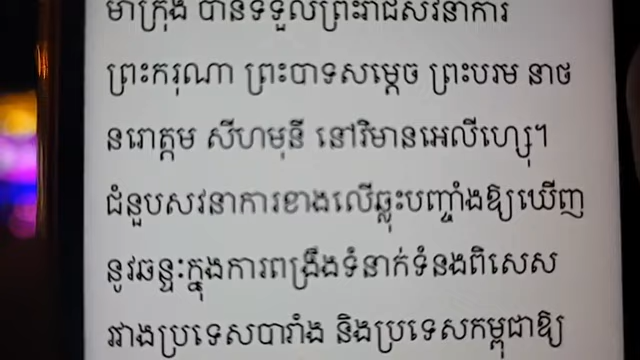 ម៉ាក្រុង បានទទួលព្រះរាជសវនាការ
ព្រះករុណា ព្រះបាទសម្តេច ព្រះបរម នាថ
នរោត្តម សីហមុនី នៅវិមានអេលីហ្សេ។
ជំនួបសវនាការខាងលើឆ្លុះបញ្ចាំងឱ្យឃើញ
នូវឆន្ទៈក្នុងការពង្រឹងទំនាក់ទំនងពិសេស
រវាងប្រទេសបារាំង និងប្រទេសកម្ពុជាឱ្យ